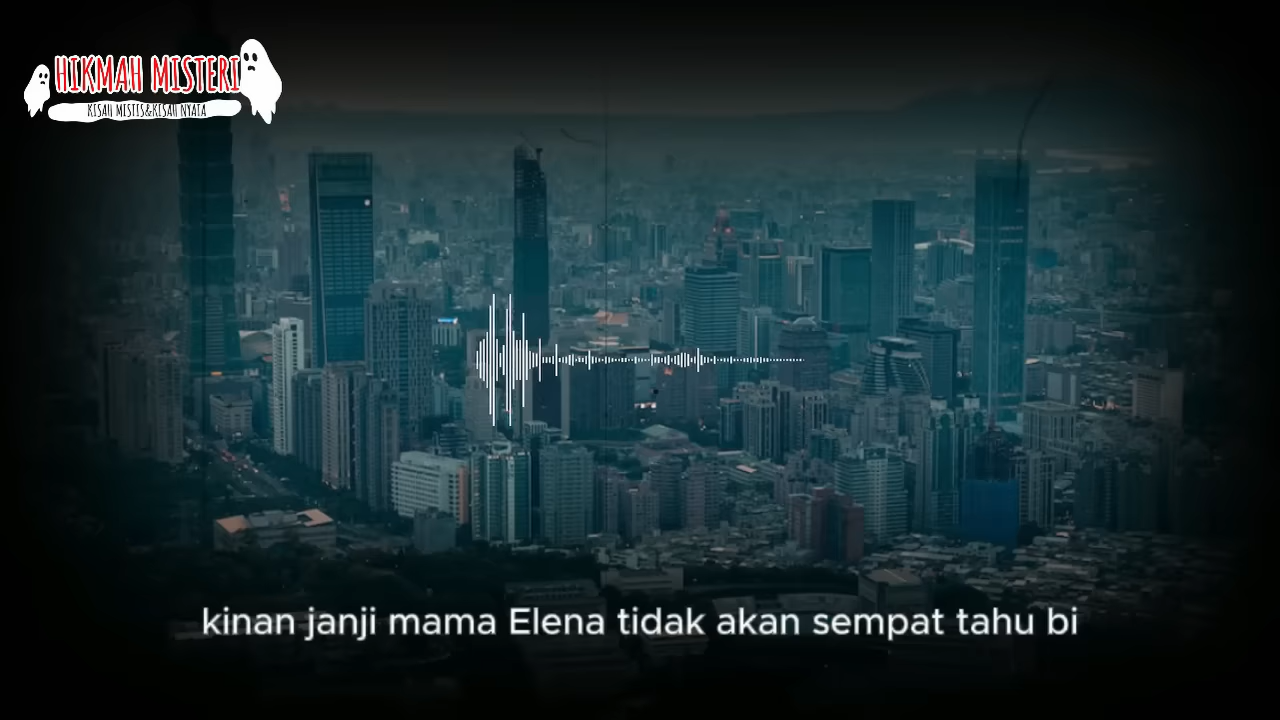 HIKMAH MISTERI
KISAH MISTIS&KISAH NYATA
kinan janji mama Elena tidak akan sempat tahu bi